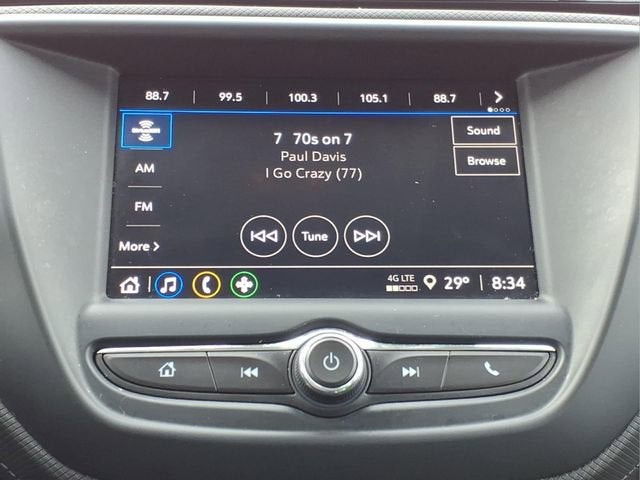 88.7 99.5 100.3 105.1 88.7
7 70s on 7
Paul Davis
I Go Crazy (77)
Sound
Browse
AM
FM
More
Tune
4G LTE
29° 8:34